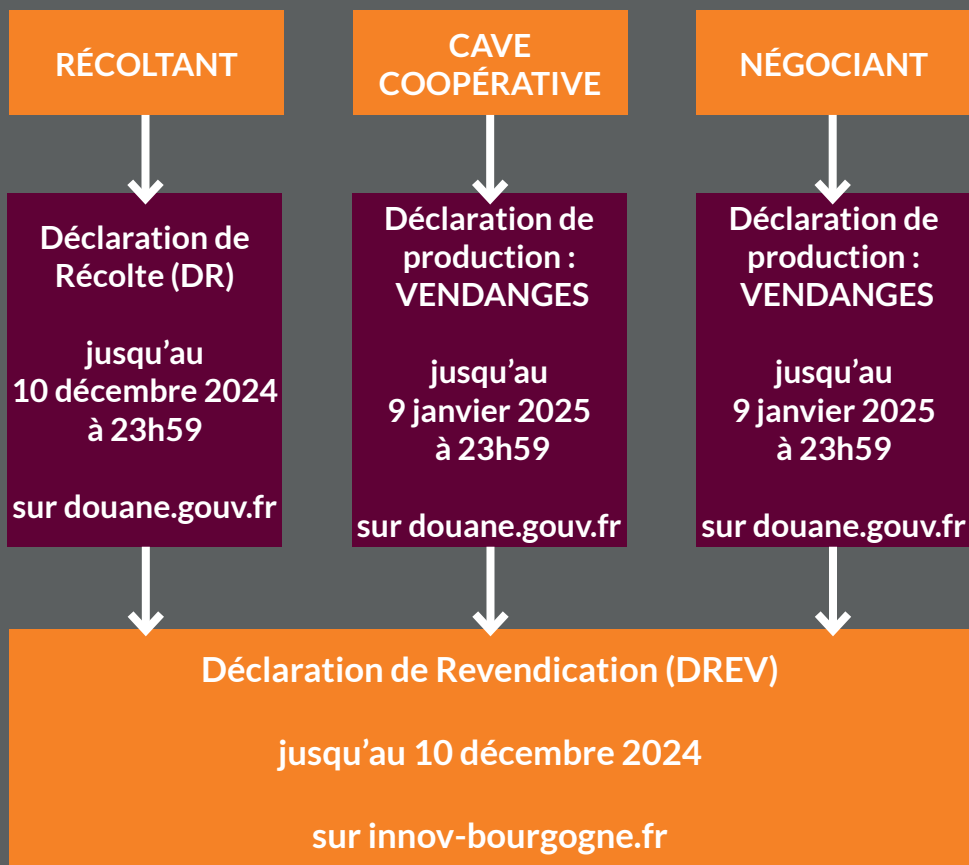 RÉCOLTANT
CAVE
COOPÉRATIVE
NÉGOCIANT
Déclaration de
Récolte (DR)
jusqu’au
10 décembre 2024
à 23h59
sur douane.gouv.fr
Déclaration de
production :
VENDANGES
jusqu’au
9 janvier 2025
à 23h59
sur douane.gouv.fr
Déclaration de
production :
VENDANGES
jusqu’au
9 janvier 2025
à 23h59
sur douane.gouv.fr
Déclaration de Revendication (DREV)
jusqu’au 10 décembre 2024
sur innov-bourgogne.fr